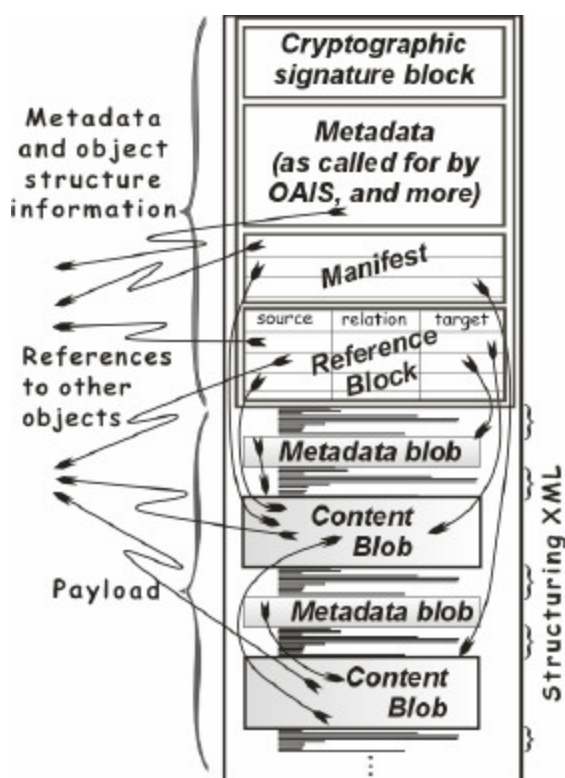 Cryptographic
signature block
Metadata
and object
structure
information
Metadata
(as called for by
OAIS, and more)
Manifest
source relation target
Reference
Block
References
to other
objects
Metadata blob
Content
Blob
Payload
Metadata blob
Content
Blob
Structuring XML